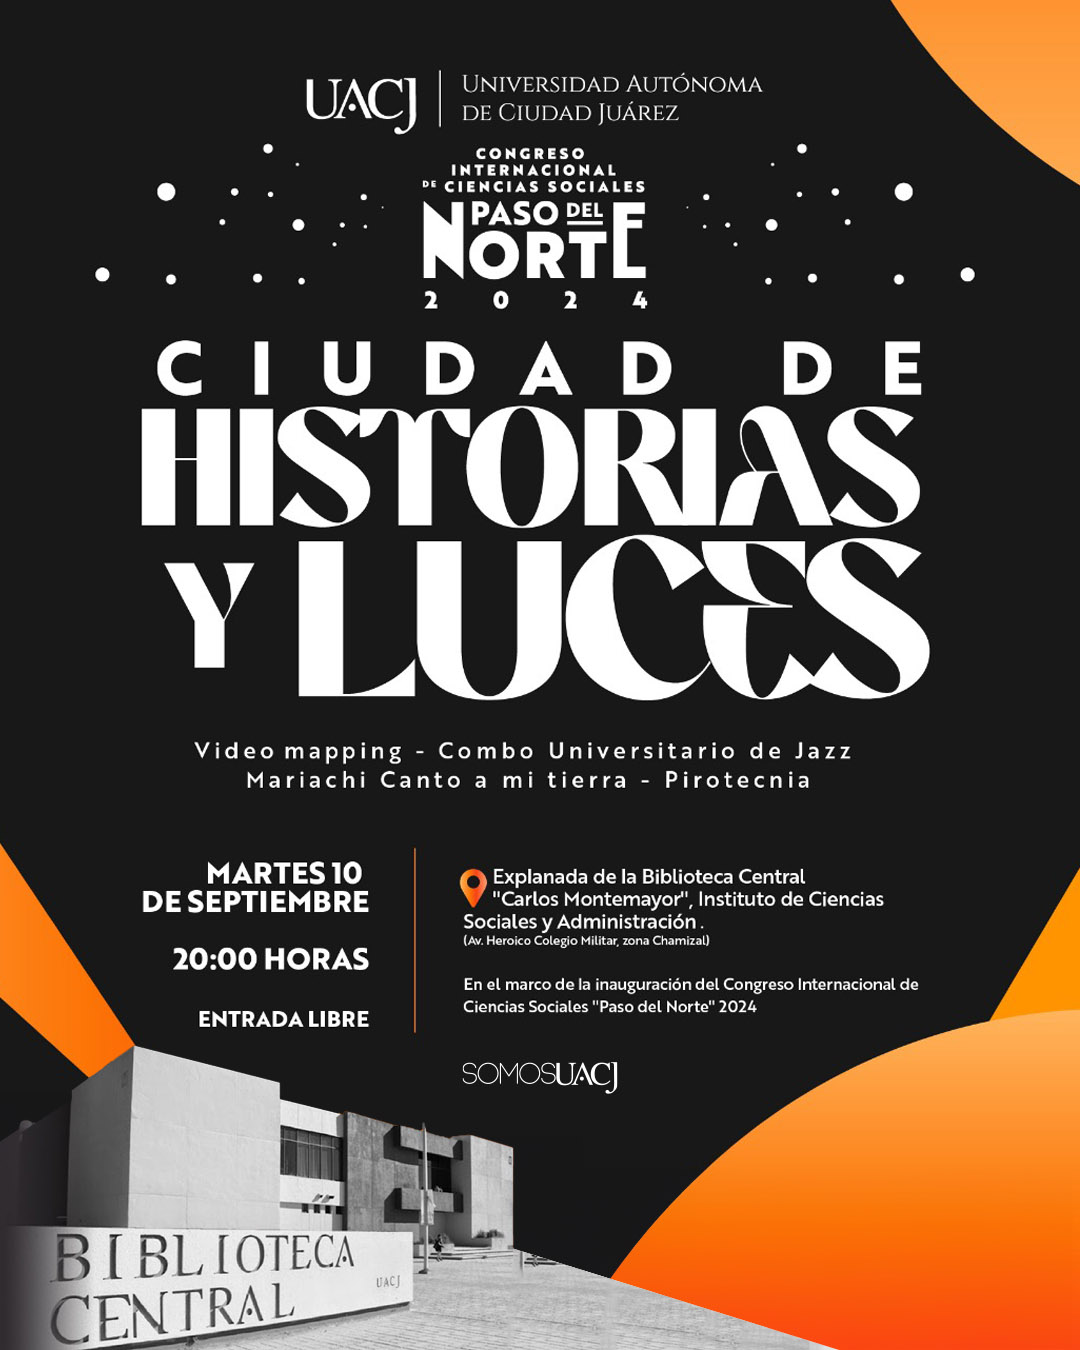 UACJ
UNIVERSIDAD AUTÓNOMA
DE CIUDAD JUÁREZ
CONGRESO
INTERNACIONAL
DE CIENCIAS SOCIALES
PASO DEL
NORTE
2024
CIUDAD DE
HISTORIAS
Y LUCES
Video mapping - Combo Universitario de Jazz
Mariachi Canto a mi tierra - Pirotecnia
MARTES 10
DE SEPTIEMBRE
20:00 HORAS
ENTRADA LIBRE
Explanada de la Biblioteca Central
"Carlos Montemayor", Instituto de Ciencias
Sociales y Administración.
(Av. Heroico Colegio Militar, zona Chamizal)
En el marco de la inauguración del Congreso Internacional de
Ciencias Sociales "Paso del Norte" 2024
SOMOSUACJ
BIBLIOTECA
CENTRAL
UACJ